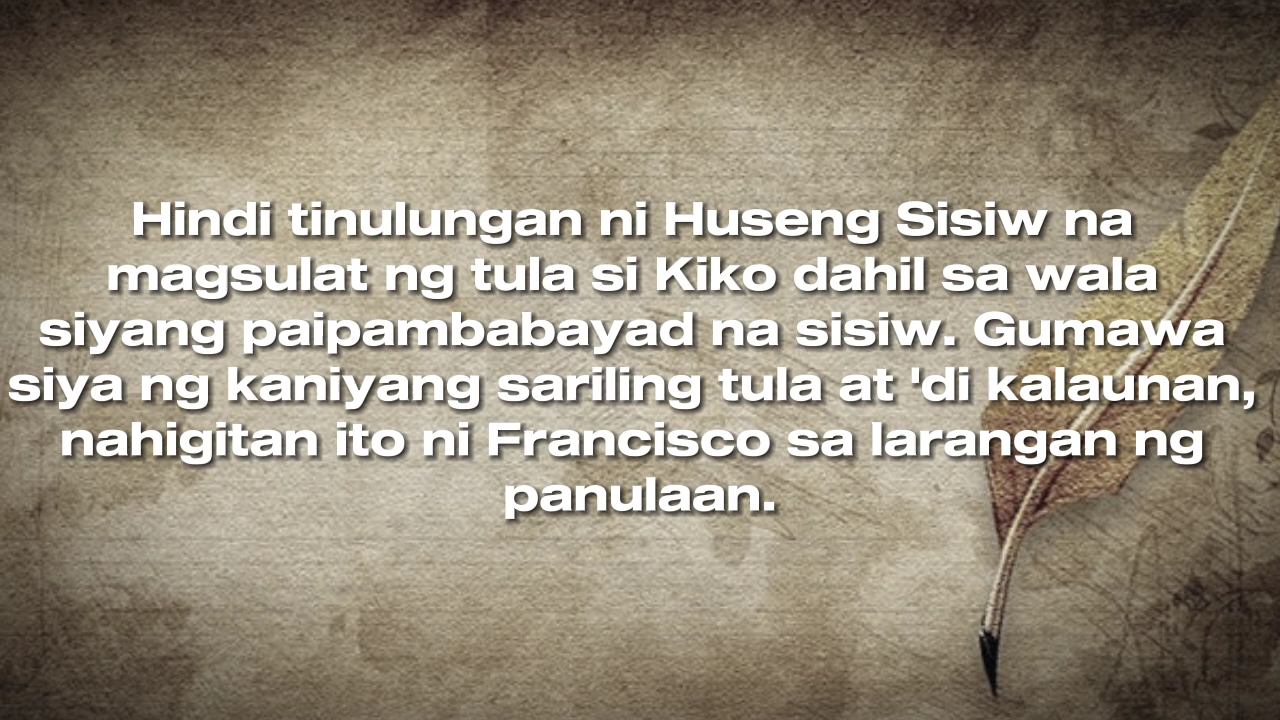 Hindi tinulungan ni Huseng Sisiw na
magsulat ng tula si Kiko dahil sa wala
siyang paipambabayad na sisiw. Gumawa
siya ng kaniyang sariling tula at 'di kalaunan,
nahigitan ito ni Francisco sa larangan ng
panulaan.